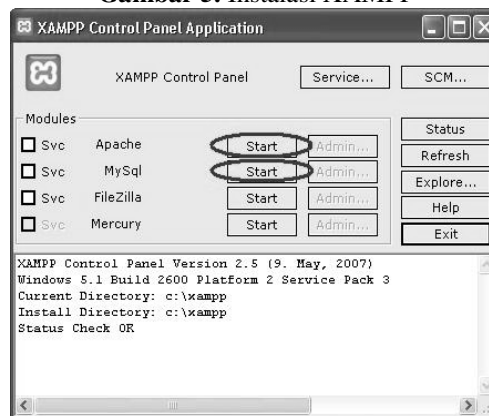 Gambar 5. Instalasi XAMPP
XAMPP Control Panel Application
XAMPP Control Panel
Service...
SCM...
Modules
Svc Apache Start Admin...
Svc MySql Start Admin...
Svc FileZilla Start Admin...
Svc Mercury Start Admin...
Status
Refresh
Explore...
Help
Exit
XAMPP Control Panel Version 2.5 (9. May, 2007)
Windows 5.1 Build 2600 Platform 2 Service Pack 3
Current Directory: c:\xampp
Install Directory: c:\xampp
Status Check OK